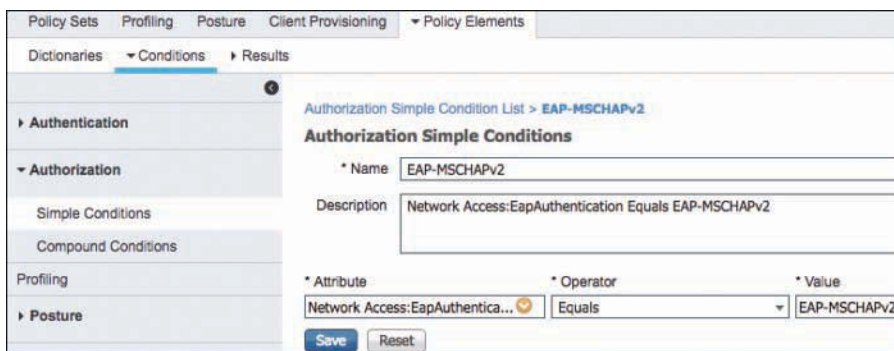 Policy Sets Profiling Posture Client Provisioning Policy Elements
Dictionaries Conditions Results
Authentication
Authorization
Simple Conditions
Compound Conditions
Profiling
Posture
Authorization Simple Condition List > EAP-MSCHAPv2
Authorization Simple Conditions
* Name EAP-MSCHAPv2
Description Network Access:EapAuthentication Equals EAP-MSCHAPv2
* Attribute * Operator * Value
Network Access:EapAuthentica... Equals EAP-MSCHAPv2
Save Reset